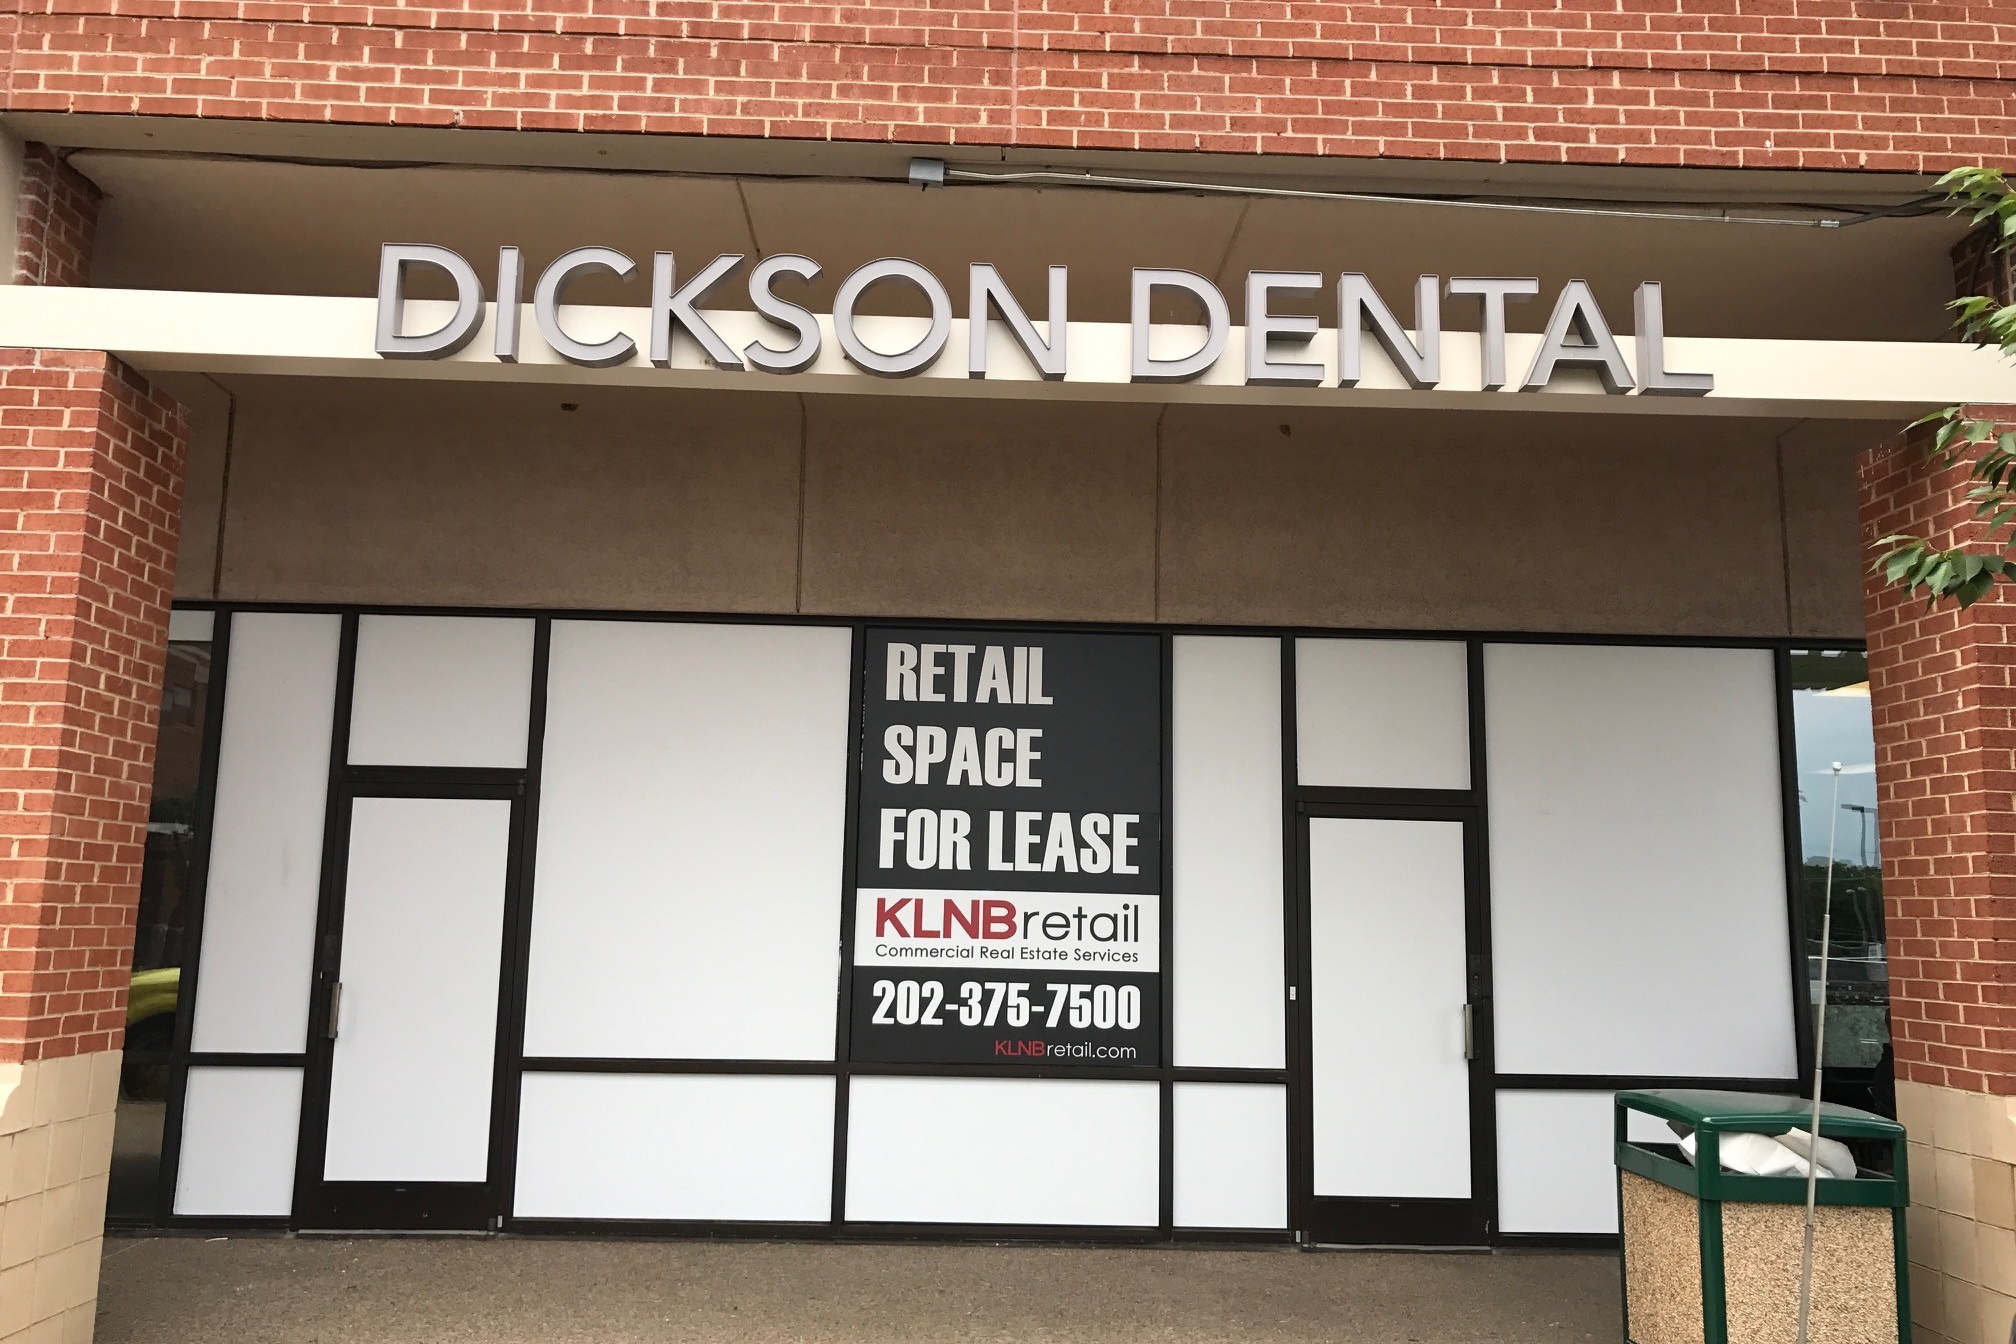 DICKSON DENTAL
RETAIL
SPACE
FOR LEASE
KLNBretail
Commercial Real Estate Services
202-375-7500
KLNBretail.com